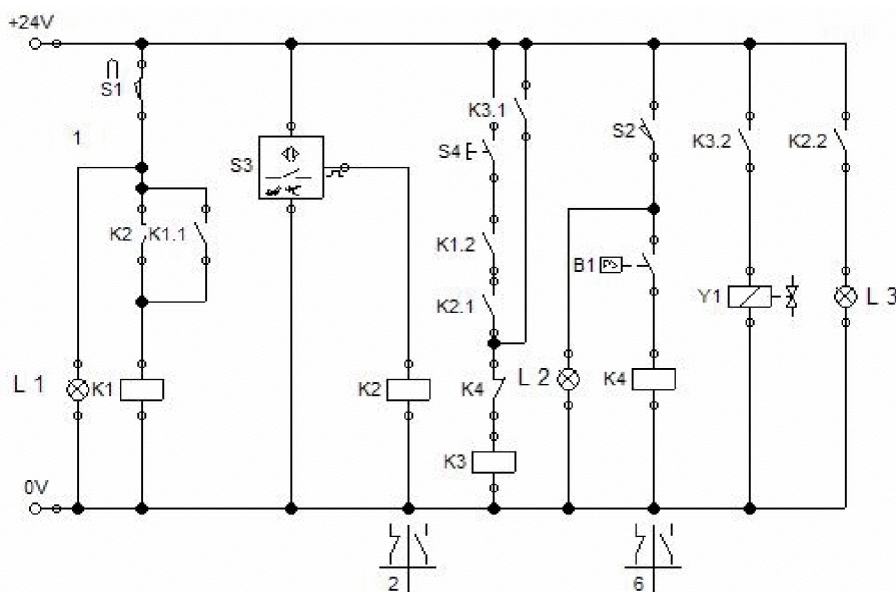 +24V
S1
1
K3.1
S2
K3.2
K2.2
S3
S4
K2
K1.1
K1.2
B1
K2.1
Y1
L 3
L 1
K1
K2
K4
L 2
K4
K3
0V
2
6